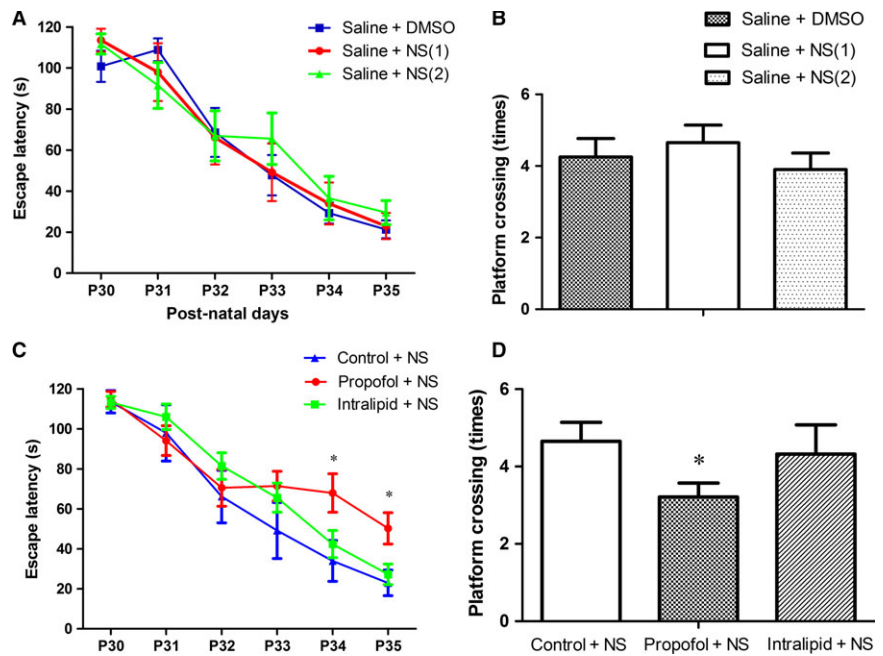 A
Saline + DMSO
Saline + NS(1)
Saline + NS(2)
Escape latency (s)
120
100
80
60
40
20
0
P30 P31 P32 P33 P34 P35
Post-natal days
B
Saline + DMSO
Saline + NS(1)
Saline + NS(2)
Platform crossing (times)
6
4
2
0
C
Control + NS
Propofol + NS
Intralipid + NS
Escape latency (s)
120
100
80
60
40
20
0
* *
P30 P31 P32 P33 P34 P35
D
Platform crossing (times)
6
4
2
0
*
Control + NS Propofol + NS Intralipid + NS